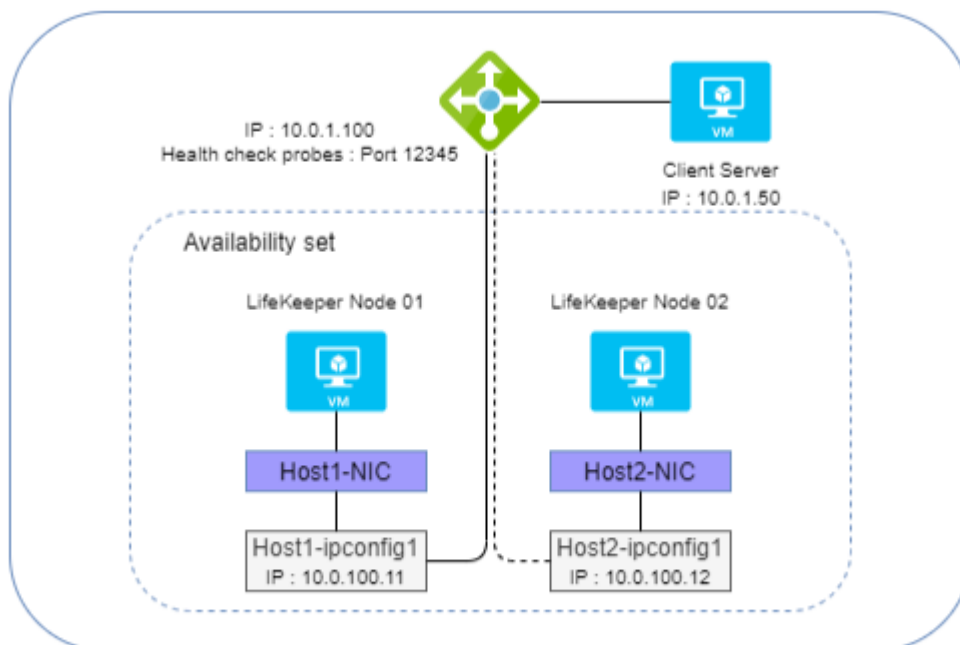 IP : 10.0.1.100
Health check probes : Port 12345
VM
Client Server
IP : 10.0.1.50
Availability set
LifeKeeper Node 01
LifeKeeper Node 02
VM
VM
Host1-NIC
Host2-NIC
Host1-ipconfig1
IP : 10.0.100.11
Host2-ipconfig1
IP : 10.0.100.12